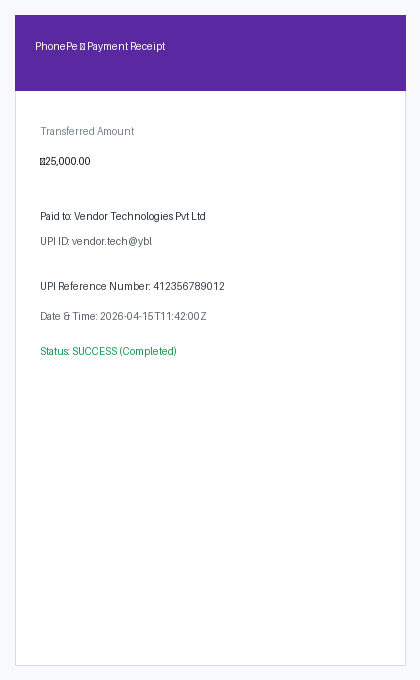 PhonePe Payment Receipt
Transferred Amount
25,000.00
Paid to: Vendor Technologies Pvt Ltd
UPI ID: vendor.tech@ybl
UPI Reference Number: 412356789012
Date & Time: 2026-04-15T11:42:00Z
Status: SUCCESS (Completed)